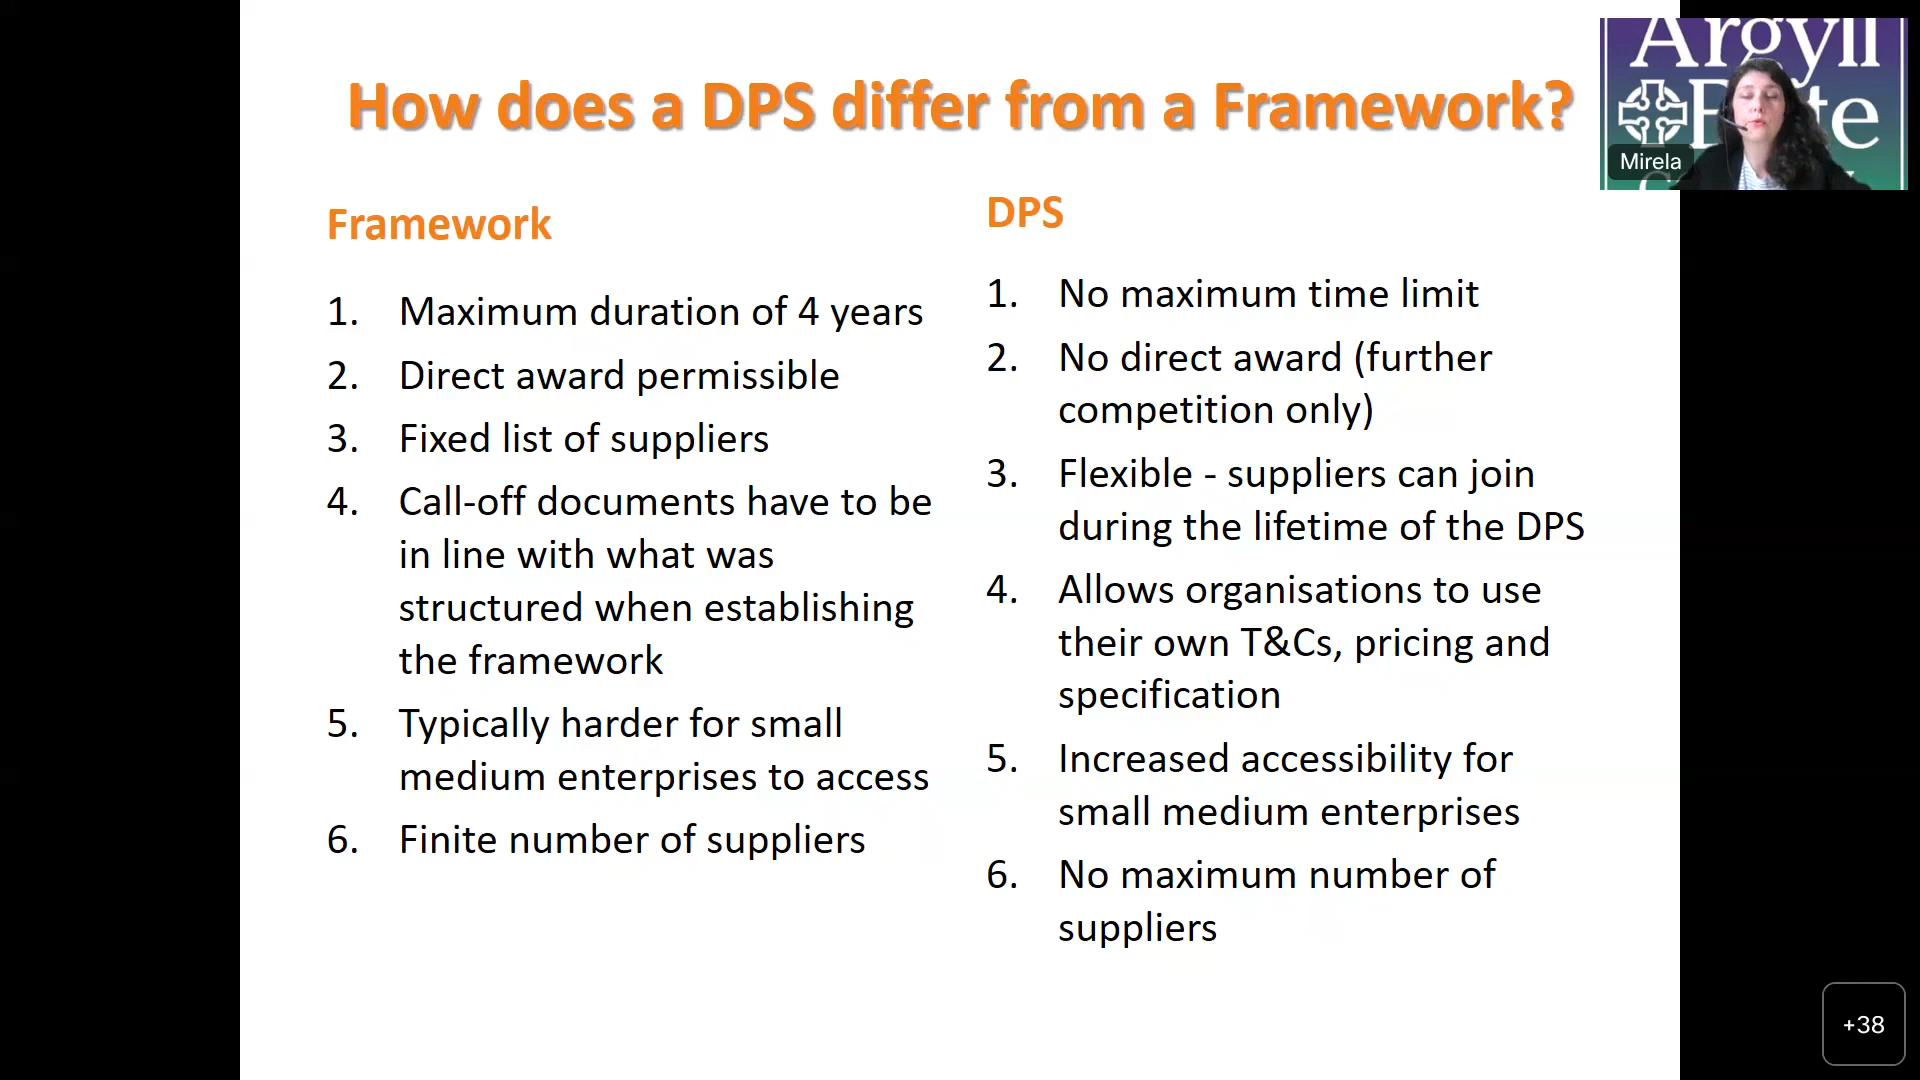 How does a DPS differ from a Framework?
Framework
1. Maximum duration of 4 years
2. Direct award permissible
3. Fixed list of suppliers
4. Call-off documents have to be
in line with what was
structured when establishing
the framework
5. Typically harder for small
medium enterprises to access
6. Finite number of suppliers
DPS
1. No maximum time limit
2. No direct award (further
competition only)
3. Flexible - suppliers can join
during the lifetime of the DPS
4. Allows organisations to use
their own T&Cs, pricing and
specification
5. Increased accessibility for
small medium enterprises
6. No maximum number of
suppliers
Argyll
Mirela
+38